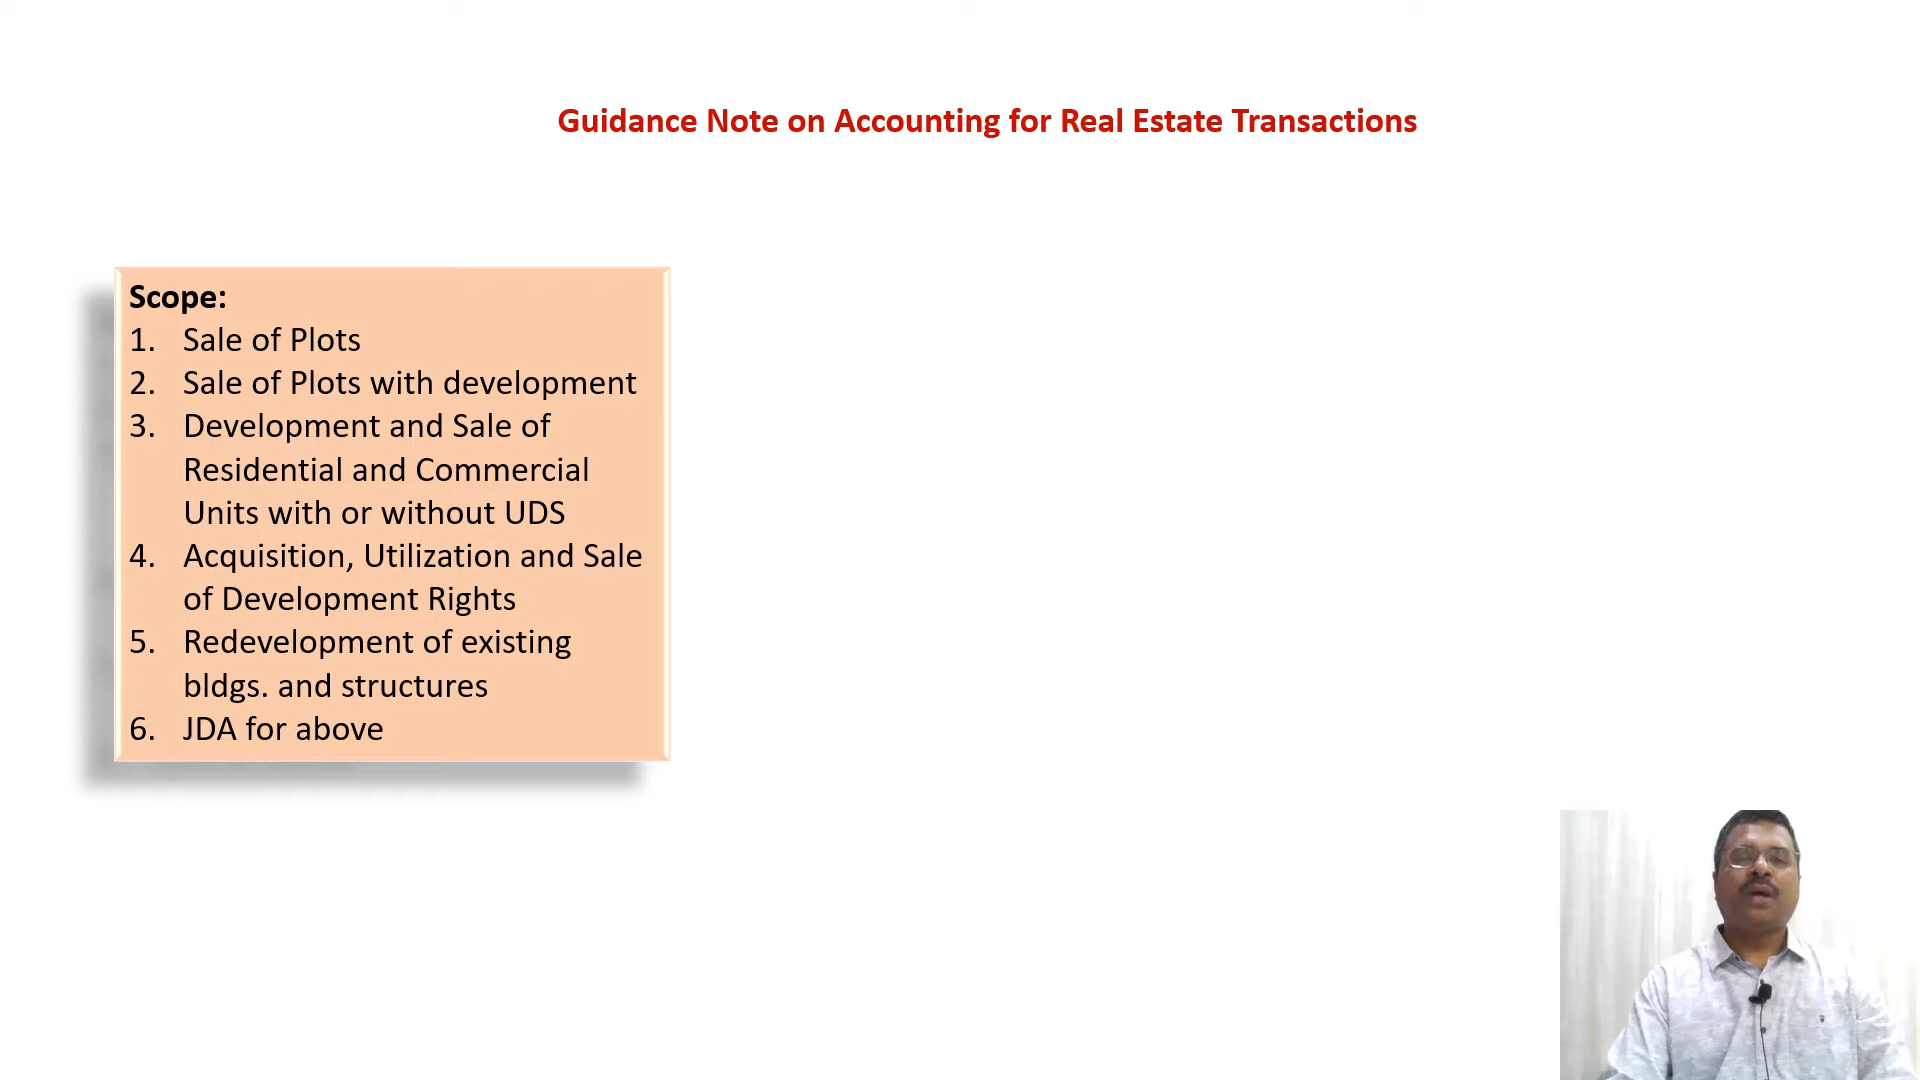 Guidance Note on Accounting for Real Estate Transactions
Scope:
1. Sale of Plots
2. Sale of Plots with development
3. Development and Sale of
Residential and Commercial
Units with or without UDS
4. Acquisition, Utilization and Sale
of Development Rights
5. Redevelopment of existing
bldgs. and structures
6. JDA for above